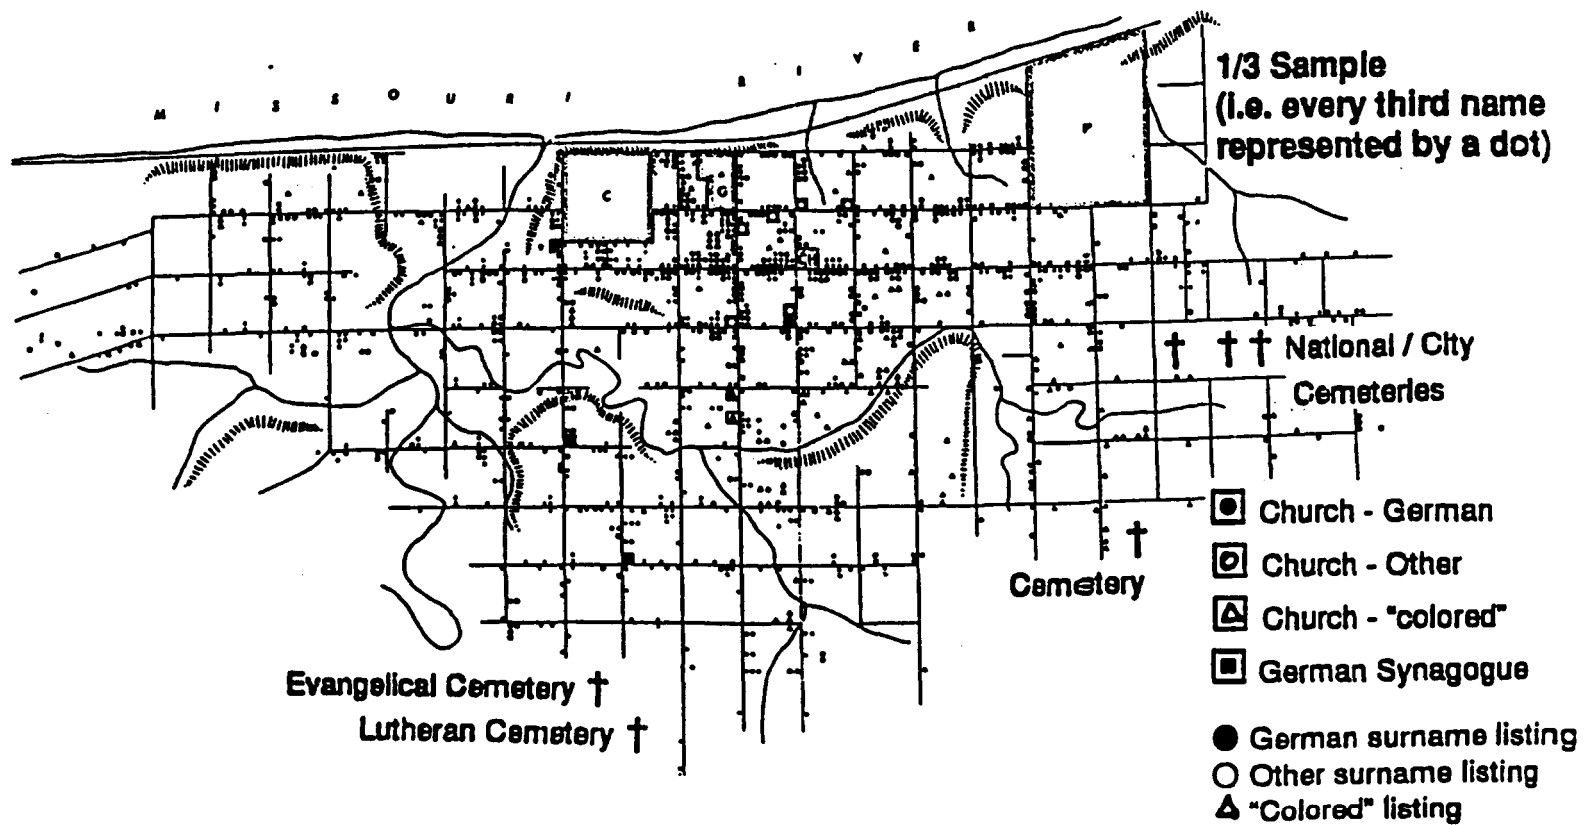 MISSOURI RIVER
1/3 Sample
(i.e. every third name
represented by a dot)
C
G
P
National / City
Cemeteries
Church - German
Church - Other
Cemetery
Church - "colored"
German Synagogue
Evangelical Cemetery
Lutheran Cemetery
German surname listing
Other surname listing
"Colored" listing